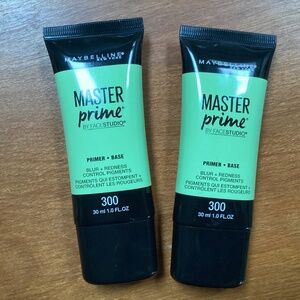 MAYBELLINE
NEW YORK
MASTER
prime
BY FACESTUDIO®
PRIMER + BASE
BLUR + REDNESS
CONTROL PIGMENTS
PIGMENTS QUI ESTOMPENT +
CONTRÔLENT LES ROUGEURS
300
30 ml 1.0 FL.OZ
MAYBELLINE
NEW YORK
MASTER
prime
BY FACESTUDIO®
PRIMER + BASE
BLUR + REDNESS
CONTROL PIGMENTS
PIGMENTS QUI ESTOMPENT +
CONTRÔLENT LES ROUGEURS
300
30 ml 1.0 FL.OZ